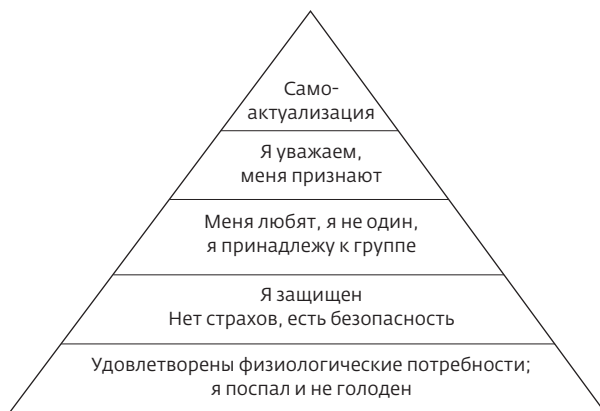 Само-
актуализация
Я уважаем,
меня признают
Меня любят, я не один,
я принадлежу к группе
Я защищен
Нет страхов, есть безопасность
Удовлетворены физиологические потребности;
я поспал и не голоден